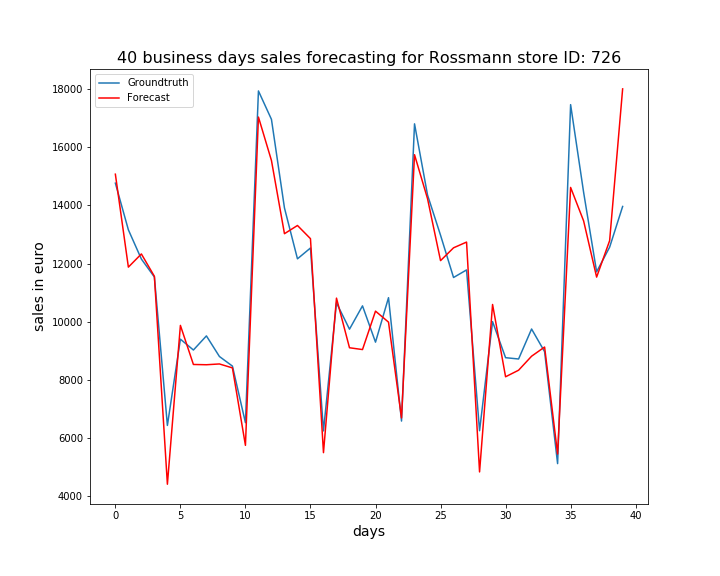 40 business days sales forecasting for Rossmann store ID: 726
Groundtruth
Forecast
18000
16000
14000
12000
10000
8000
6000
4000
sales in euro
0 5 10 15 20 25 30 35 40
days